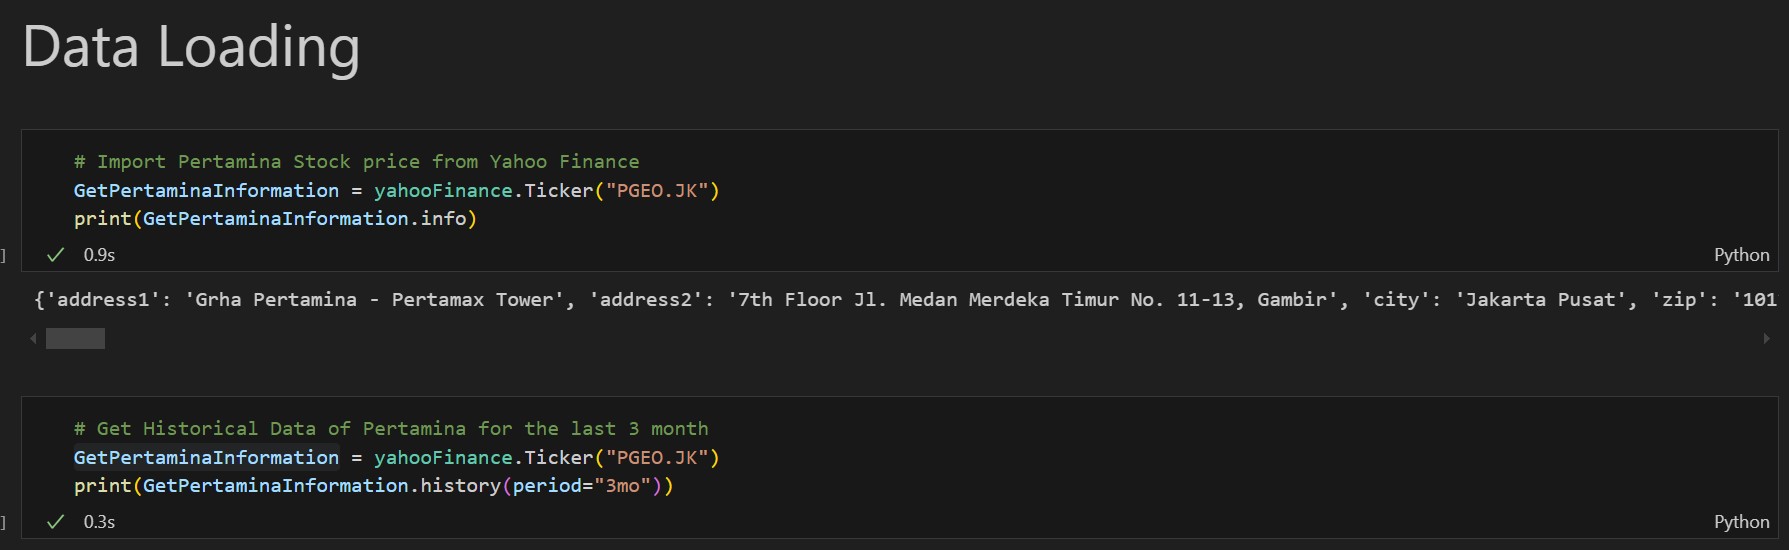 Data Loading
# Import Pertamina Stock price from Yahoo Finance
GetPertaminaInformation = yahooFinance.Ticker("PGEO.JK")
print(GetPertaminaInformation.info)
] ✓ 0.9s Python
{'address1': 'Grha Pertamina - Pertamax Tower', 'address2': '7th Floor Jl. Medan Merdeka Timur No. 11-13, Gambir', 'city': 'Jakarta Pusat', 'zip': '101
# Get Historical Data of Pertamina for the last 3 month
GetPertaminaInformation = yahooFinance.Ticker("PGEO.JK")
print(GetPertaminaInformation.history(period="3mo"))
] ✓ 0.3s Python